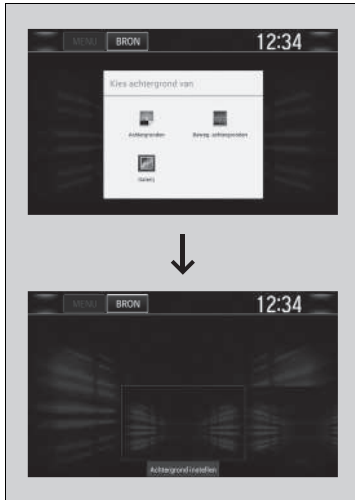 MENU
BRON
12:34
Kies achtergrond van
Achtergronden
Beweg. achtergronden
Galerij
MENU
BRON
12:34
Achtergrond instellen